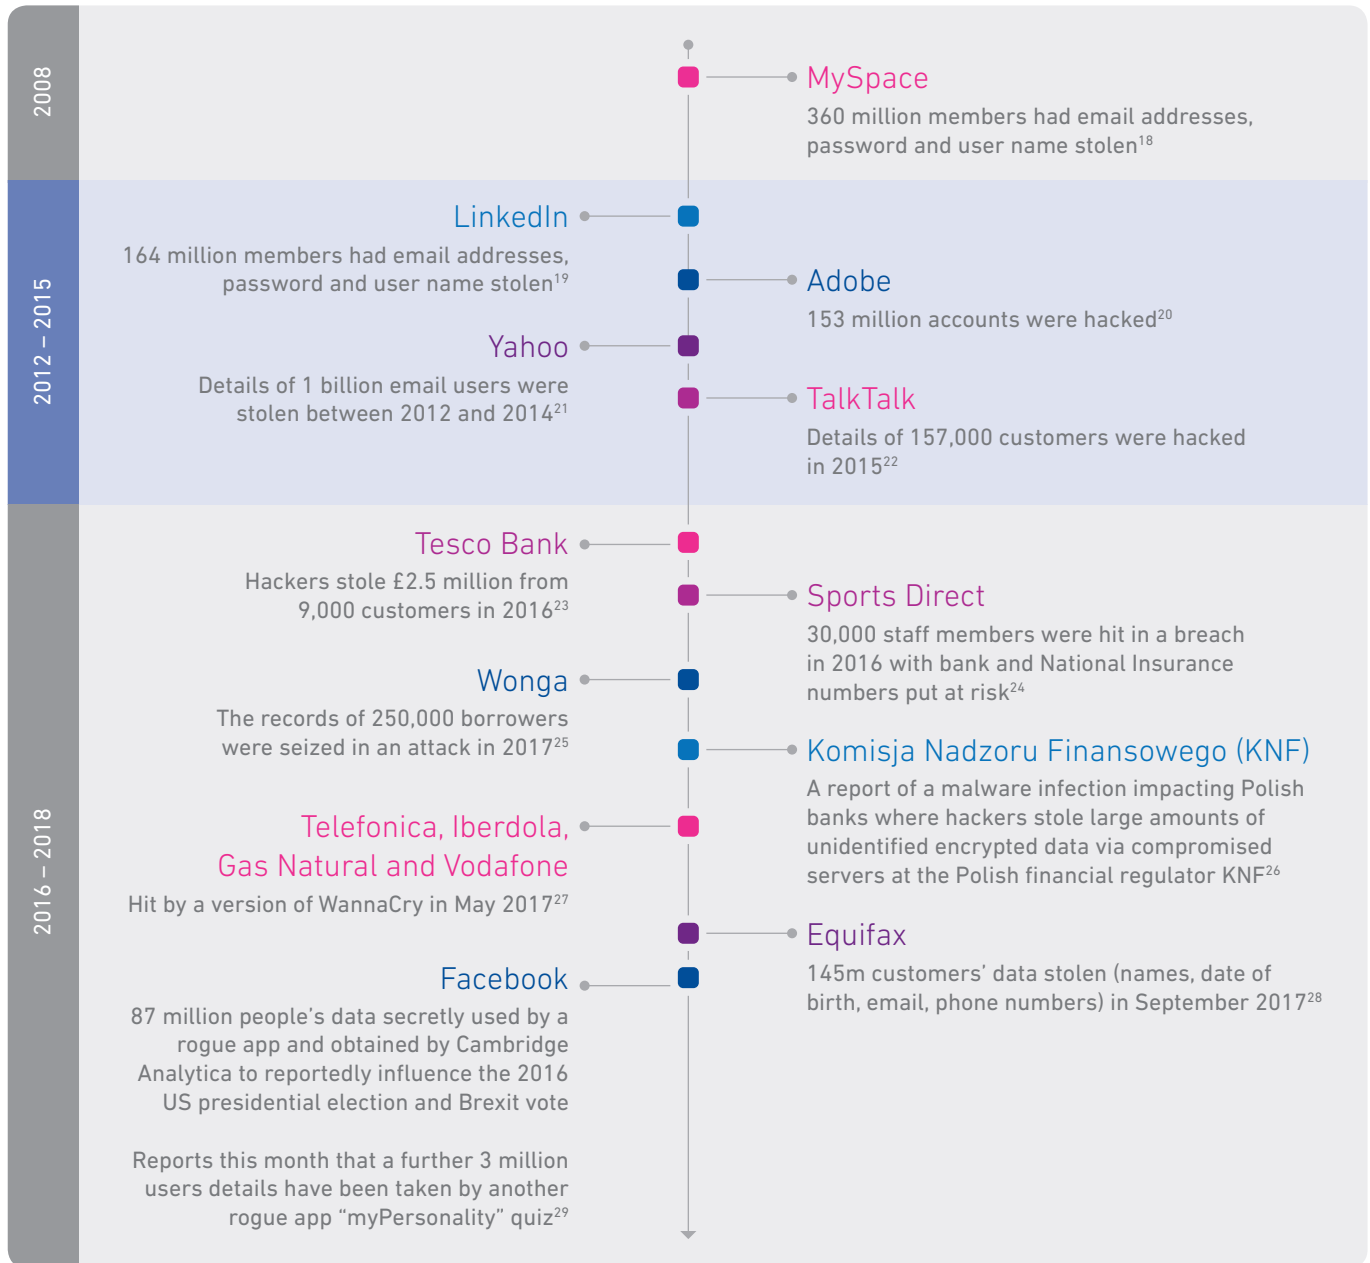 2008
MySpace
360 million members had email addresses,
password and user name stolen18
2012 – 2015
LinkedIn
164 million members had email addresses,
password and user name stolen19
Adobe
153 million accounts were hacked20
Yahoo
Details of 1 billion email users were
stolen between 2012 and 201421
TalkTalk
Details of 157,000 customers were hacked
in 201522
2016 – 2018
Tesco Bank
Hackers stole £2.5 million from
9,000 customers in 201623
Sports Direct
30,000 staff members were hit in a breach
in 2016 with bank and National Insurance
numbers put at risk24
Wonga
The records of 250,000 borrowers
were seized in an attack in 201725
Komisja Nadzoru Finansowego (KNF)
A report of a malware infection impacting Polish
banks where hackers stole large amounts of
unidentified encrypted data via compromised
servers at the Polish financial regulator KNF26
Telefonica, Iberdola,
Gas Natural and Vodafone
Hit by a version of WannaCry in May 201727
Equifax
145m customers’ data stolen (names, date of
birth, email, phone numbers) in September 201728
Facebook
87 million people’s data secretly used by a
rogue app and obtained by Cambridge
Analytica to reportedly influence the 2016
US presidential election and Brexit vote
Reports this month that a further 3 million
users details have been taken by another
rogue app “myPersonality” quiz29